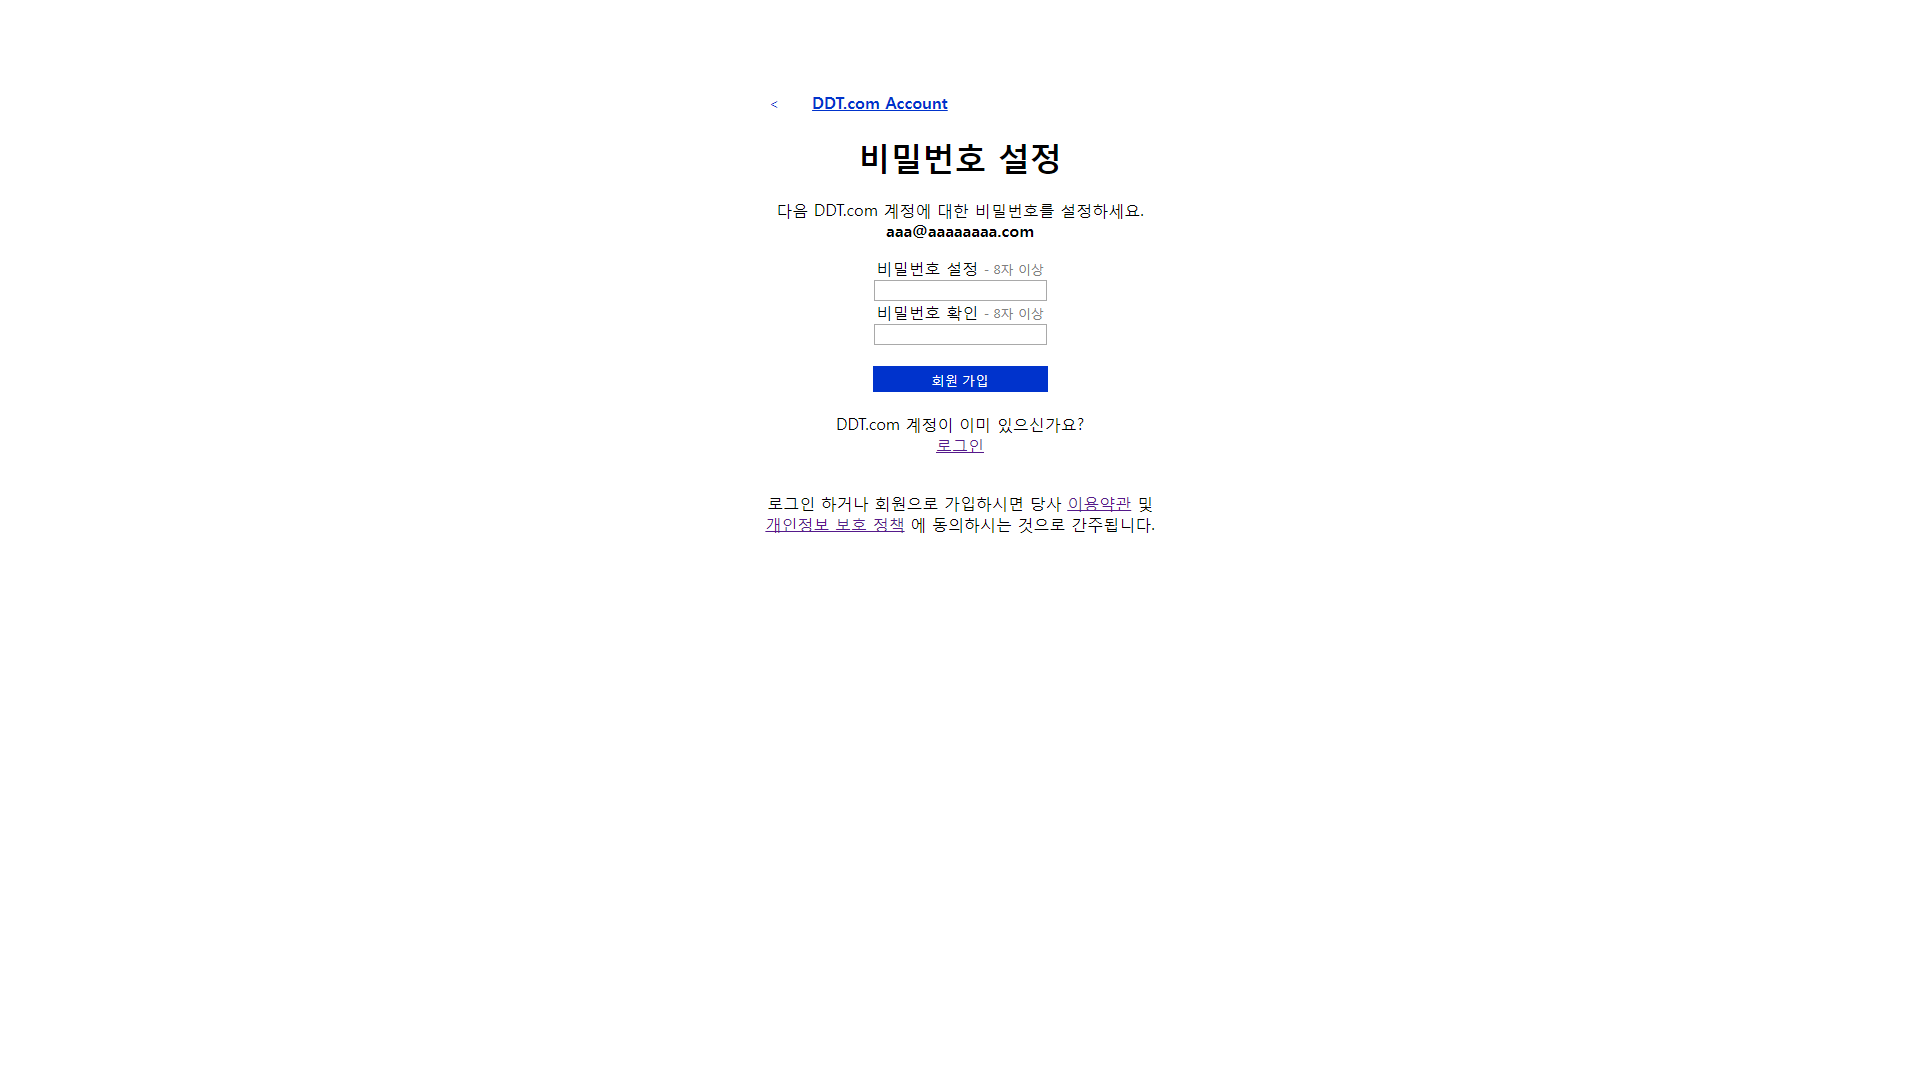 < DDT.com Account
비밀번호 설정
다음 DDT.com 계정에 대한 비밀번호를 설정하세요.
aaa@aaaaaaaa.com
비밀번호 설정 - 8자 이상
비밀번호 확인 - 8자 이상
회원 가입
DDT.com 계정이 이미 있으신가요?
로그인
로그인 하거나 회원으로 가입하시면 당사 이용약관 및
개인정보 보호 정책 에 동의하시는 것으로 간주됩니다.